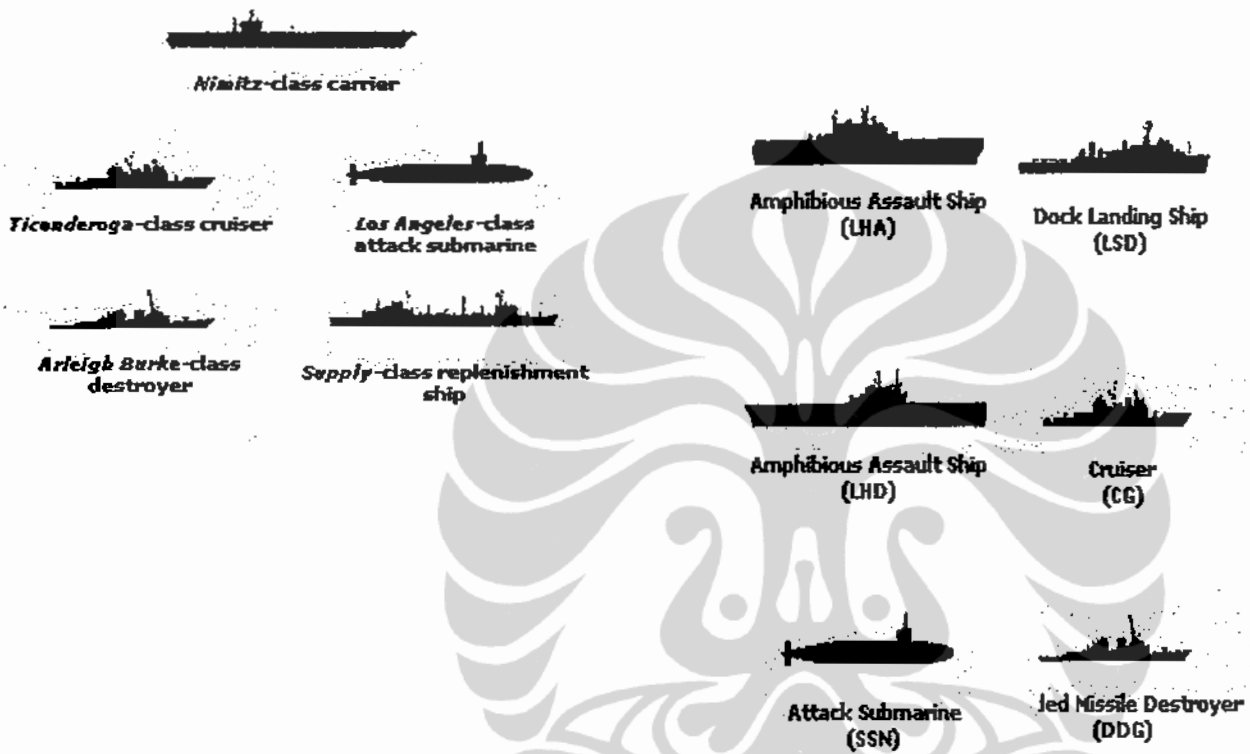 Nimitz-class carrier
Ticonderoga-class cruiser
Los Angeles-class
attack submarine
Arleigh Burke-class
destroyer
Supply-class replenishment
ship
Amphibious Assault Ship
(LHA)
Dock Landing Ship
(LSD)
Amphibious Assault Ship
(LHD)
Cruiser
(CG)
Attack Submarine
(SSN)
led Missile Destroyer
(DDG)